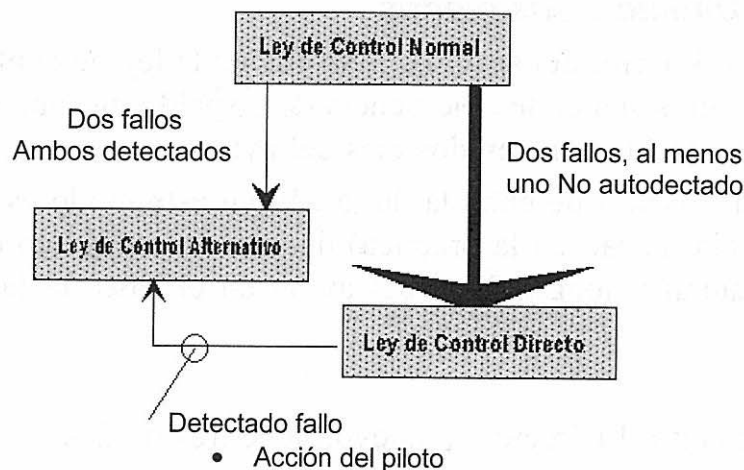 Ley de Control Normal
Dos fallos
Ambos detectados
Dos fallos, al menos
uno No autodectado
Ley de Control Alternativo
Ley de Control Directo
Detectado fallo
• Acción del piloto